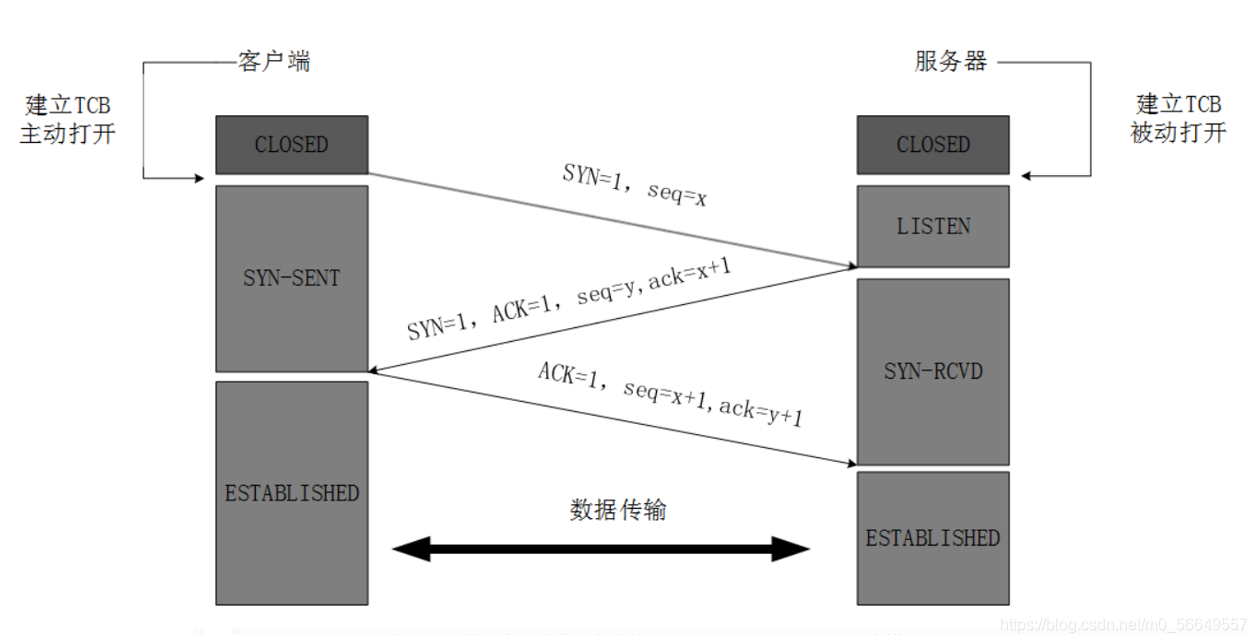 客户端
服务器
建立TCB
主动打开
建立TCB
被动打开
CLOSED
CLOSED
SYN=1, seq=x
LISTEN
SYN-SENT
SYN=1, ACK=1, seq=y,ack=x+1
SYN-RCVD
ACK=1, seq=x+1,ack=y+1
ESTABLISHED
数据传输
ESTABLISHED
https://blog.csdn.net/m0_56649557